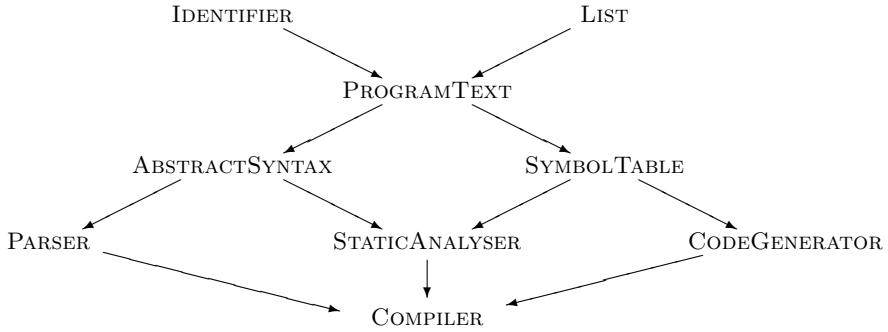 IDENTIFIER LIST
PROGRAMTEXT
ABSTRACTSYNTAX SYMBOLTABLE
PARSER STATICANALYSER CODEGENERATOR
COMPILER